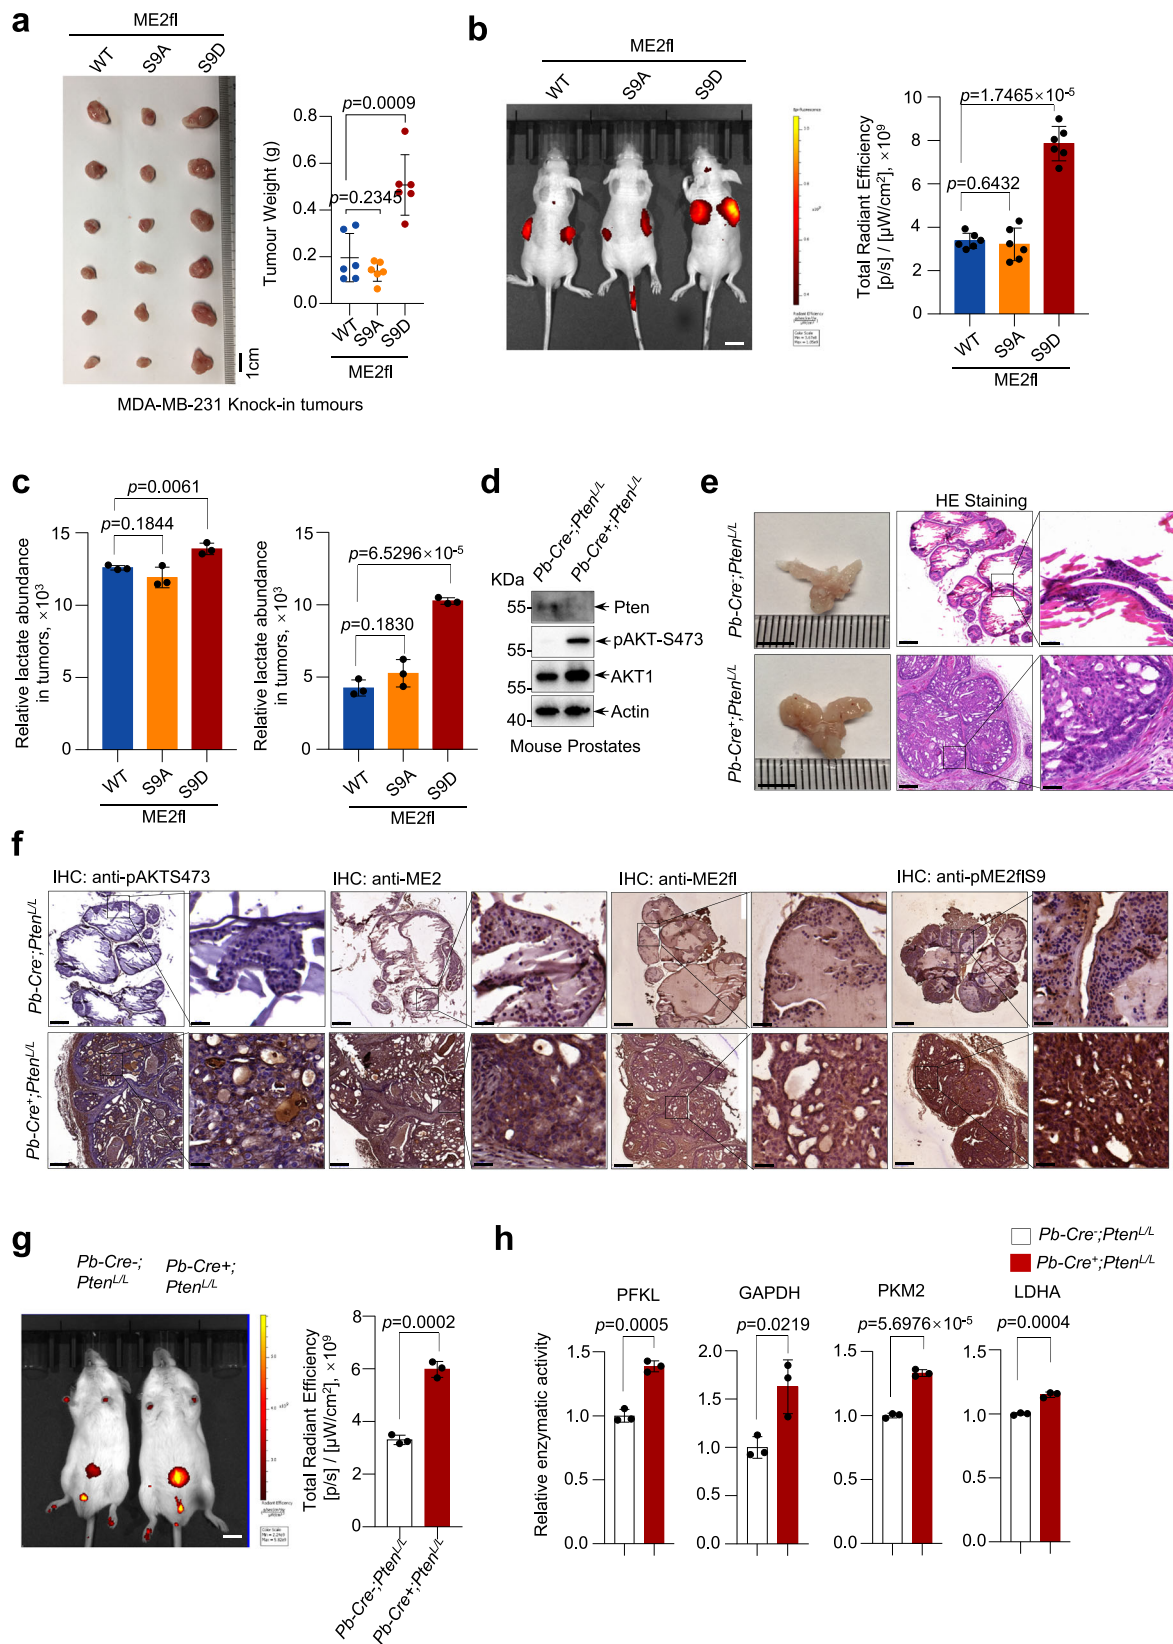 a
ME2fl
WT S9A S9D
1cm
MDA-MB-231 Knock-in tumours
p=0.0009
p=0.2345
Tumour Weight (g)
0.8
0.6
0.4
0.2
0.0
WT S9A S9D
ME2fl
b
ME2fl
WT S9A S9D
p=1.7465×10-5
p=0.6432
Total Radiant Efficiency
[p/s] / [µW/cm2], ×10⁹
10
8
6
4
2
0
WT S9A S9D
ME2fl
c
p=0.0061
p=0.1844
Relative lactate abundance
in tumors, ×10³
15
10
5
0
WT S9A S9D
ME2fl
p=6.5296×10-5
p=0.1830
Relative lactate abundance
in tumors, ×10³
15
10
5
0
WT S9A S9D
ME2fl
d
Pb-Cre-;Ptenᴸ/ᴸ
Pb-Cre+;Ptenᴸ/ᴸ
KDa
55 Pten
55 pAKT-S473
55 AKT1
40 Actin
Mouse Prostates
e
HE Staining
Pb-Cre⁻;Ptenᴸ/ᴸ
Pb-Cre⁺;Ptenᴸ/ᴸ
f
IHC: anti-pAKTS473 IHC: anti-ME2 IHC: anti-ME2fl IHC: anti-pME2flS9
Pb-Cre⁻;Ptenᴸ/ᴸ
Pb-Cre⁺;Ptenᴸ/ᴸ
g
Pb-Cre-;
Ptenᴸ/ᴸ
Pb-Cre+;
Ptenᴸ/ᴸ
p=0.0002
Total Radiant Efficiency
[p/s] / [µW/cm2], ×10⁹
8
6
4
2
0
Pb-Cre-;Ptenᴸ/ᴸ
Pb-Cre+;Ptenᴸ/ᴸ
h
Pb-Cre⁻;Ptenᴸ/ᴸ
Pb-Cre⁺;Ptenᴸ/ᴸ
Relative enzymatic activity
PFKL
p=0.0005
1.5
1.0
0.5
0.0
GAPDH
p=0.0219
2.0
1.5
1.0
0.5
0.0
PKM2
p=5.6976×10-5
1.5
1.0
0.5
0.0
LDHA
p=0.0004
1.5
1.0
0.5
0.0